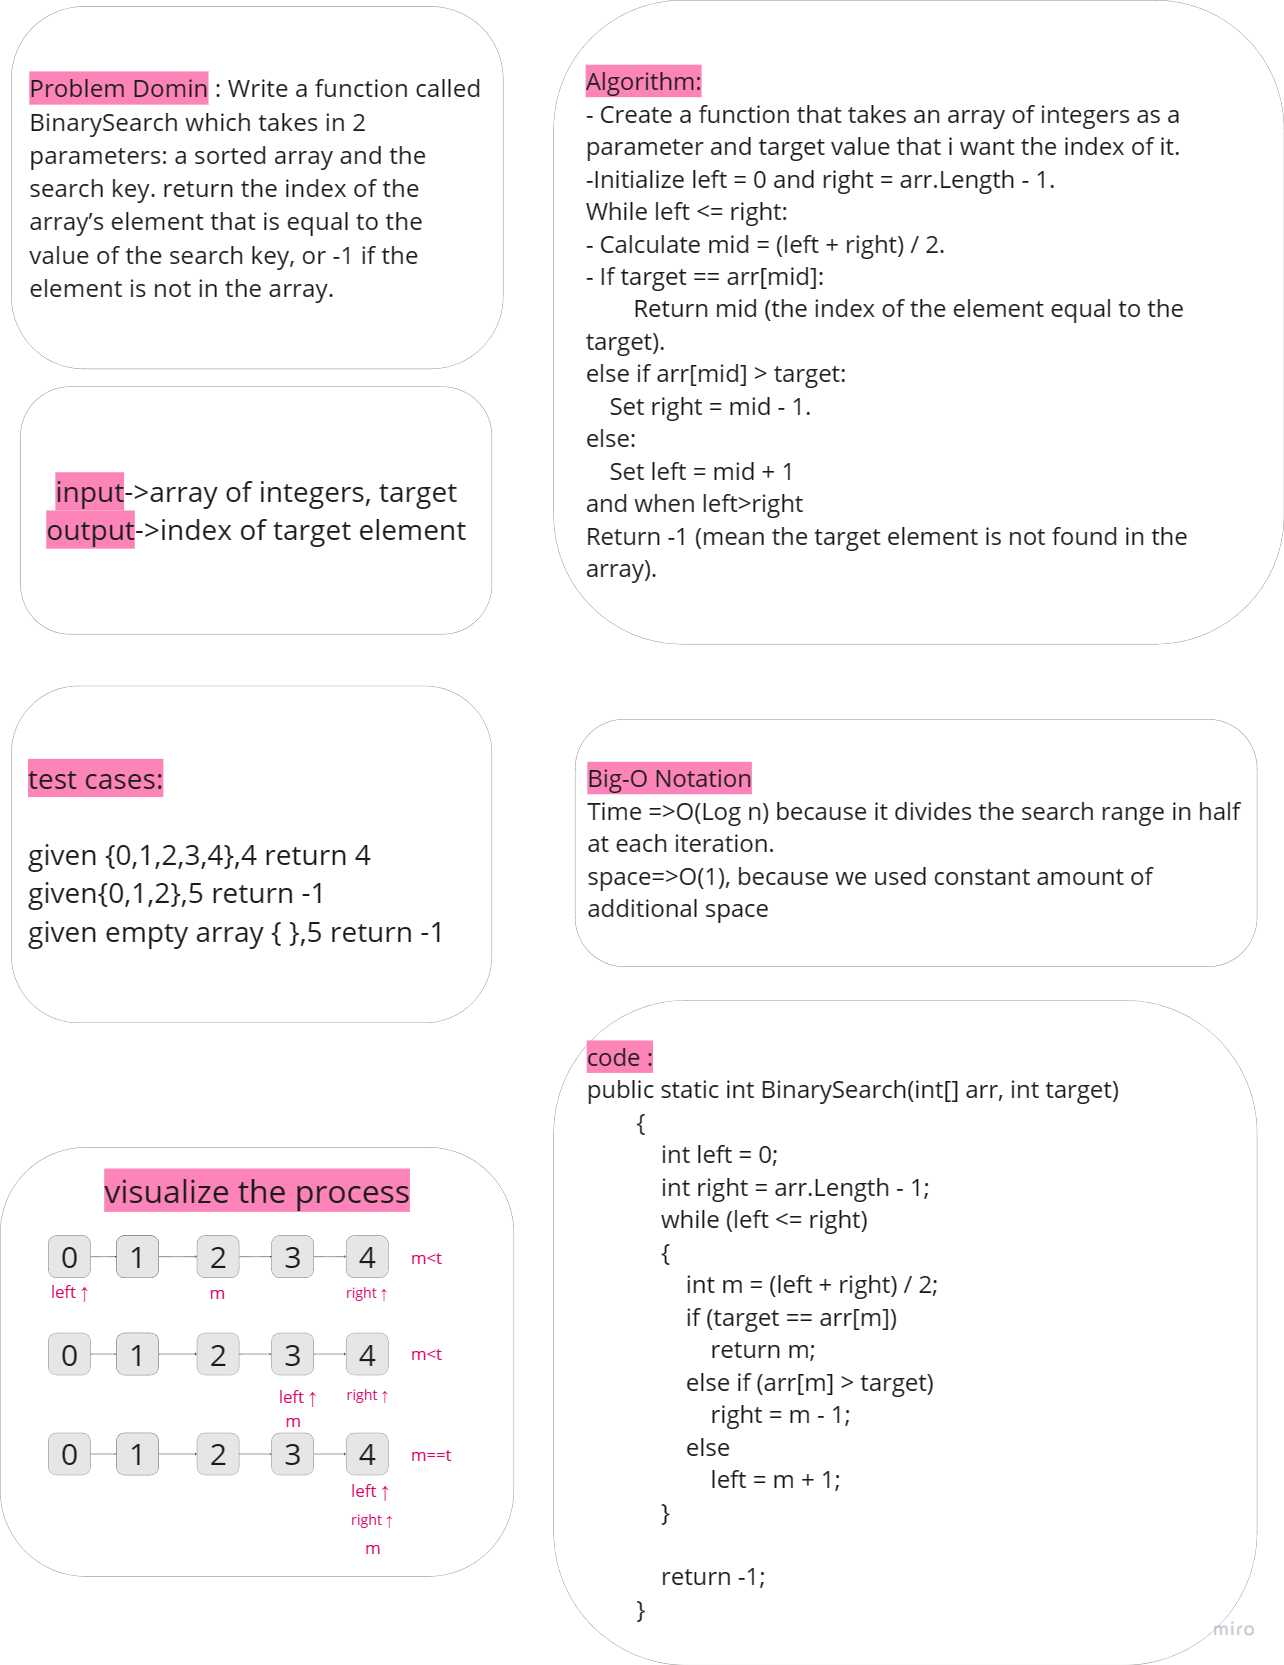 Problem Domin : Write a function called
BinarySearch which takes in 2
parameters: a sorted array and the
search key. return the index of the
array’s element that is equal to the
value of the search key, or -1 if the
element is not in the array.
input->array of integers, target
output->index of target element
test cases:
given {0,1,2,3,4},4 return 4
given{0,1,2},5 return -1
given empty array { },5 return -1
visualize the process
0 1 2 3 4 m<t
left ↑ m right ↑
0 1 2 3 4 m<t
left ↑ right ↑
m
0 1 2 3 4 m==t
left ↑
right ↑
m
Algorithm:
- Create a function that takes an array of integers as a
parameter and target value that i want the index of it.
-Initialize left = 0 and right = arr.Length - 1.
While left <= right:
- Calculate mid = (left + right) / 2.
- If target == arr[mid]:
Return mid (the index of the element equal to the
target).
else if arr[mid] > target:
Set right = mid - 1.
else:
Set left = mid + 1
and when left>right
Return -1 (mean the target element is not found in the
array).
Big-O Notation
Time =>O(Log n) because it divides the search range in half
at each iteration.
space=>O(1), because we used constant amount of
additional space
code :
public static int BinarySearch(int[] arr, int target)
{
int left = 0;
int right = arr.Length - 1;
while (left <= right)
{
int m = (left + right) / 2;
if (target == arr[m])
return m;
else if (arr[m] > target)
right = m - 1;
else
left = m + 1;
}
return -1;
}
miro